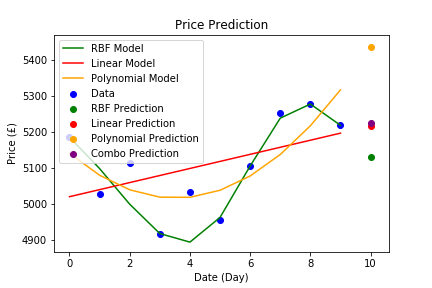 Price Prediction
RBF Model
Linear Model
Polynomial Model
Data
RBF Prediction
Linear Prediction
Polynomial Prediction
Combo Prediction
Price (£)
5400
5300
5200
5100
5000
4900
0
2
4
6
8
10
Date (Day)